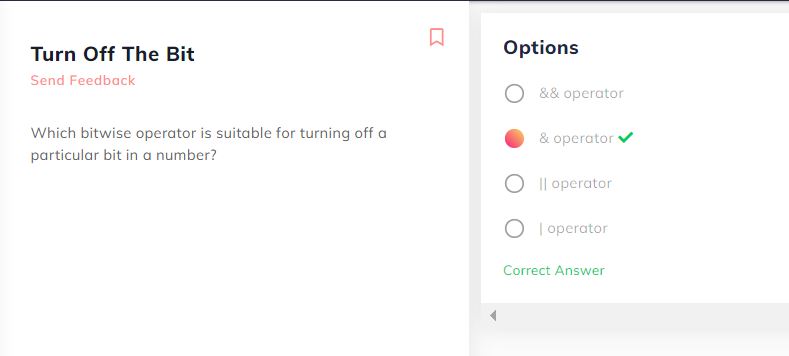 Turn Off The Bit
Send Feedback
Which bitwise operator is suitable for turning off a
particular bit in a number?
Options
&& operator
& operator
|| operator
| operator
Correct Answer